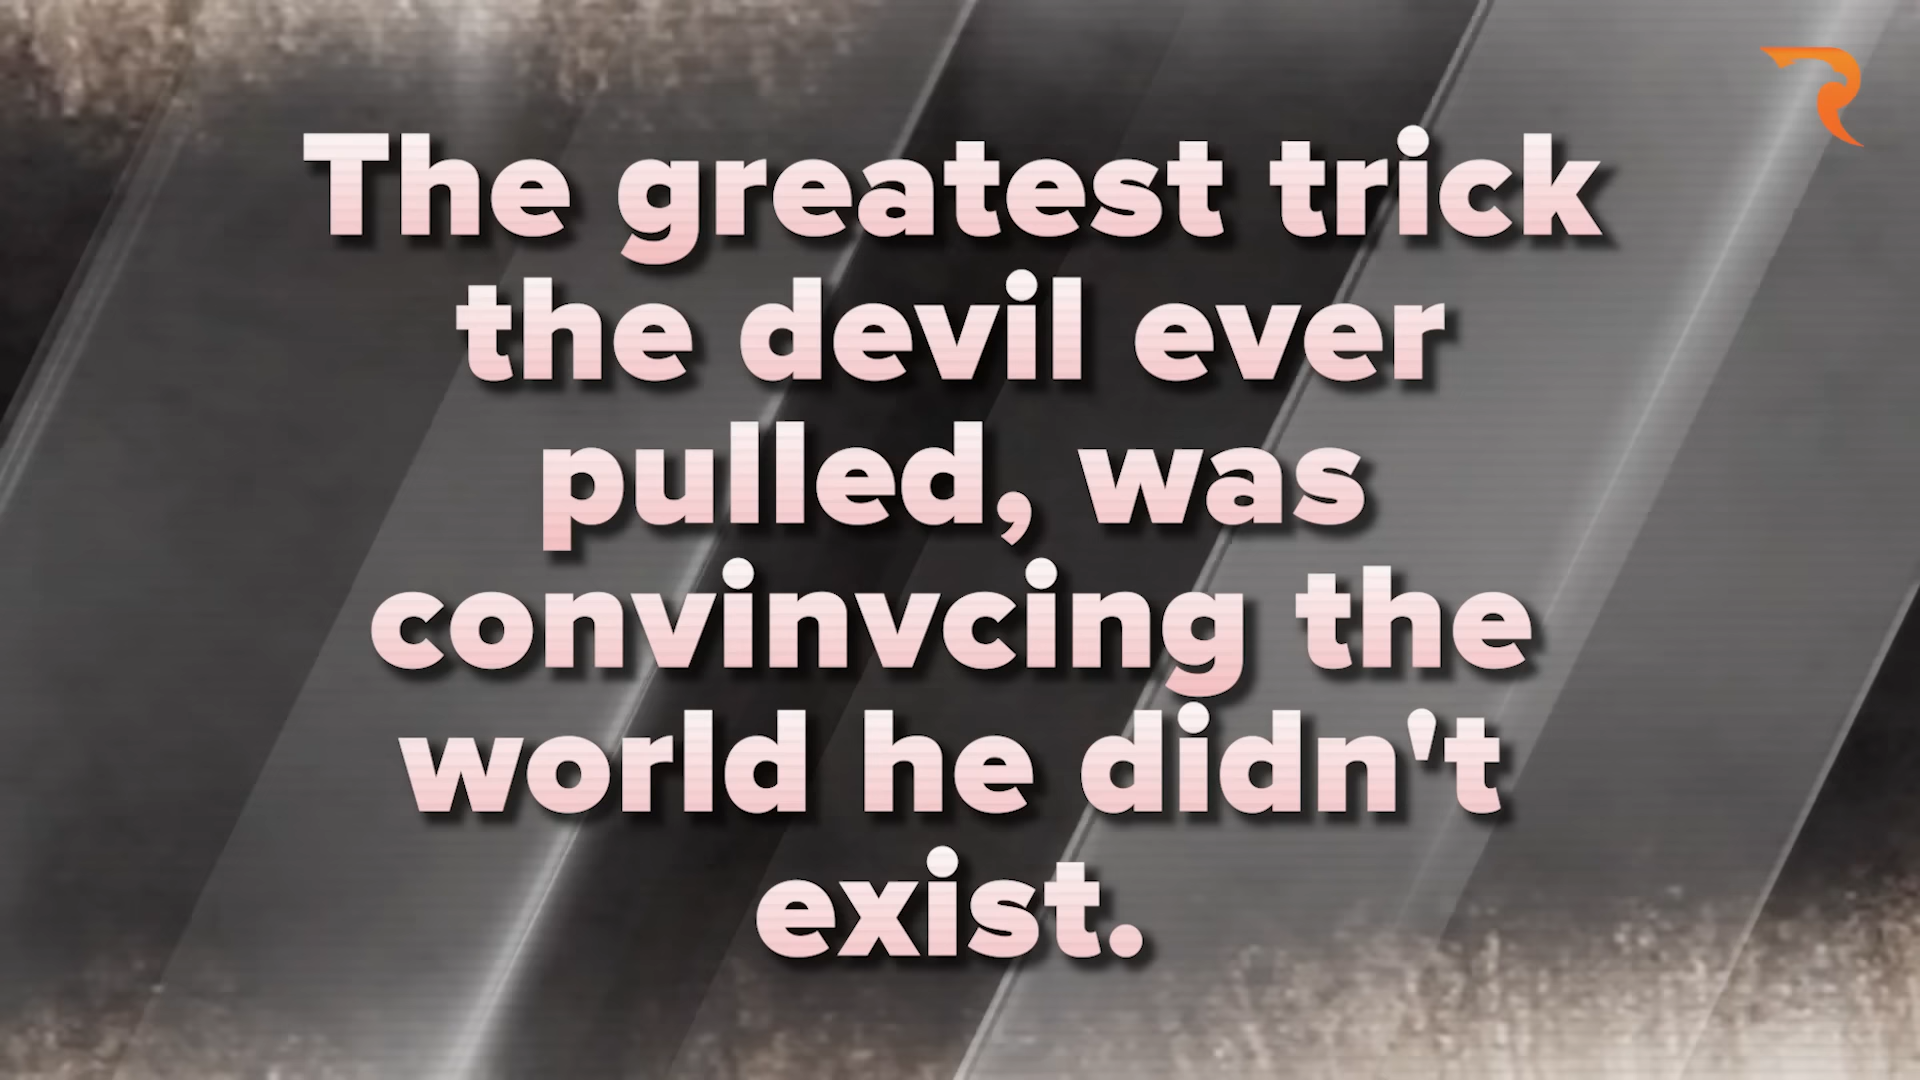 The greatest trick
the devil ever
pulled, was
convinvcing the
world he didn't
exist.